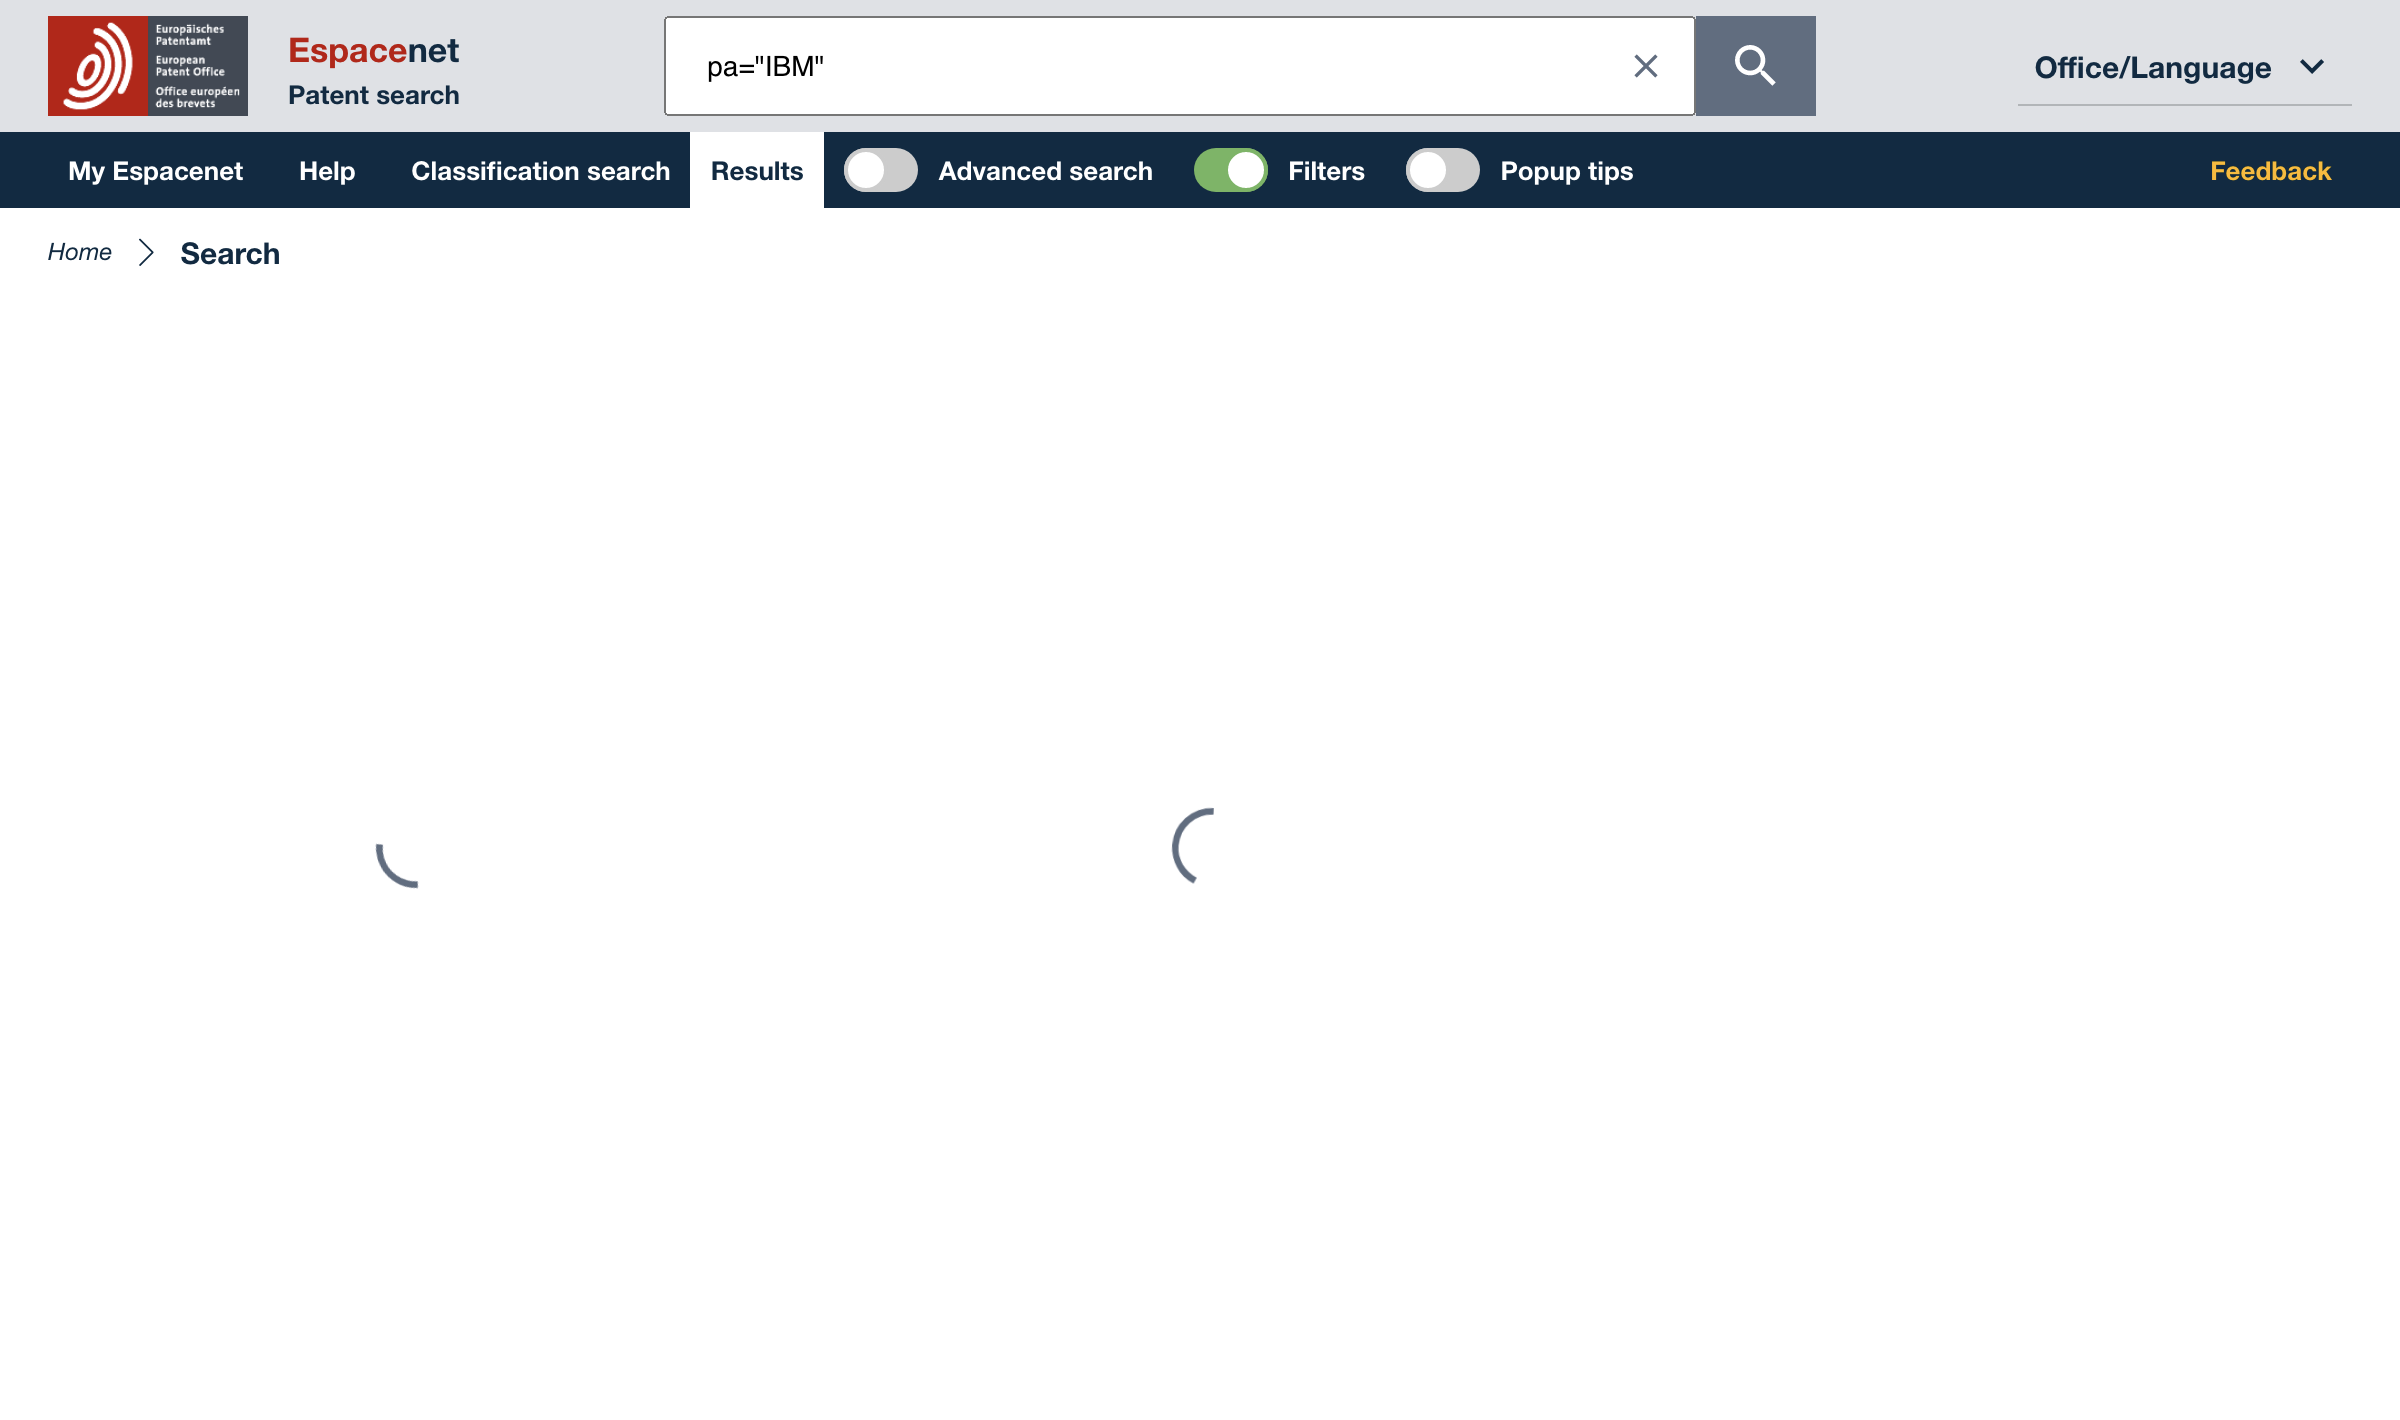 Europäisches
Patentamt
European
Patent Office
Office européen
des brevets
Espacenet
Patent search
pa="IBM"
Office/Language
My Espacenet
Help
Classification search
Results
Advanced search
Filters
Popup tips
Feedback
Home
Search